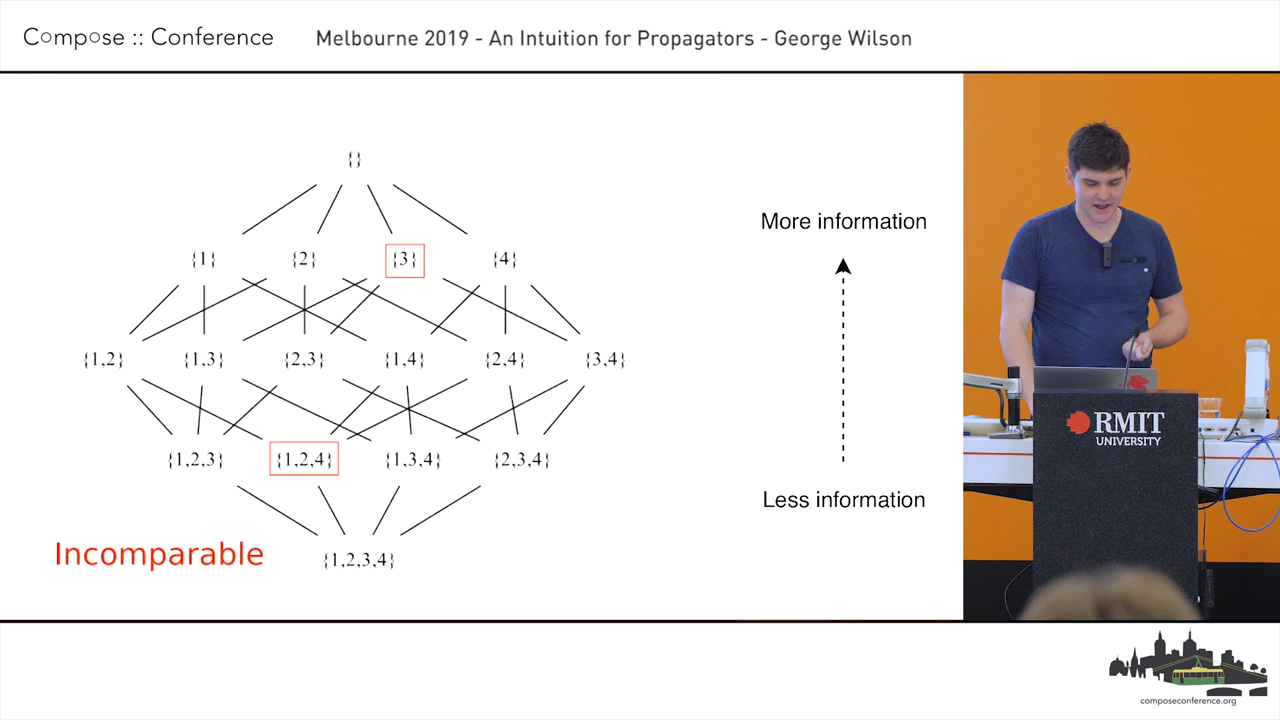 Compose :: Conference
Melbourne 2019 - An Intuition for Propagators - George Wilson
{}
{1} {2} {3} {4}
{1,2} {1,3} {2,3} {1,4} {2,4} {3,4}
{1,2,3} {1,2,4} {1,3,4} {2,3,4}
{1,2,3,4}
Incomparable
More information
Less information
RMIT
UNIVERSITY
composeconference.org